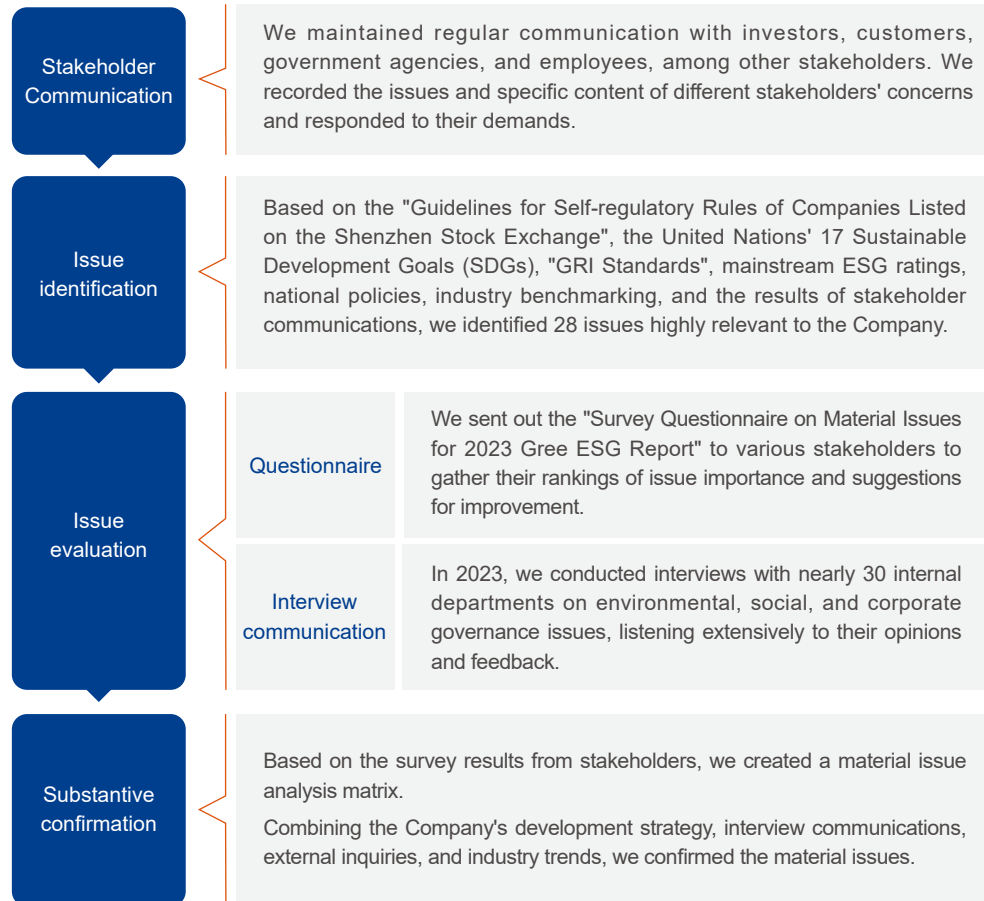 Stakeholder
Communication
We maintained regular communication with investors, customers,
government agencies, and employees, among other stakeholders. We
recorded the issues and specific content of different stakeholders' concerns
and responded to their demands.
Issue
identification
Based on the "Guidelines for Self-regulatory Rules of Companies Listed
on the Shenzhen Stock Exchange", the United Nations' 17 Sustainable
Development Goals (SDGs), "GRI Standards", mainstream ESG ratings,
national policies, industry benchmarking, and the results of stakeholder
communications, we identified 28 issues highly relevant to the Company.
Issue
evaluation
Questionnaire
We sent out the "Survey Questionnaire on Material Issues
for 2023 Gree ESG Report" to various stakeholders to
gather their rankings of issue importance and suggestions
for improvement.
Interview
communication
In 2023, we conducted interviews with nearly 30 internal
departments on environmental, social, and corporate
governance issues, listening extensively to their opinions
and feedback.
Substantive
confirmation
Based on the survey results from stakeholders, we created a material issue
analysis matrix.
Combining the Company's development strategy, interview communications,
external inquiries, and industry trends, we confirmed the material issues.